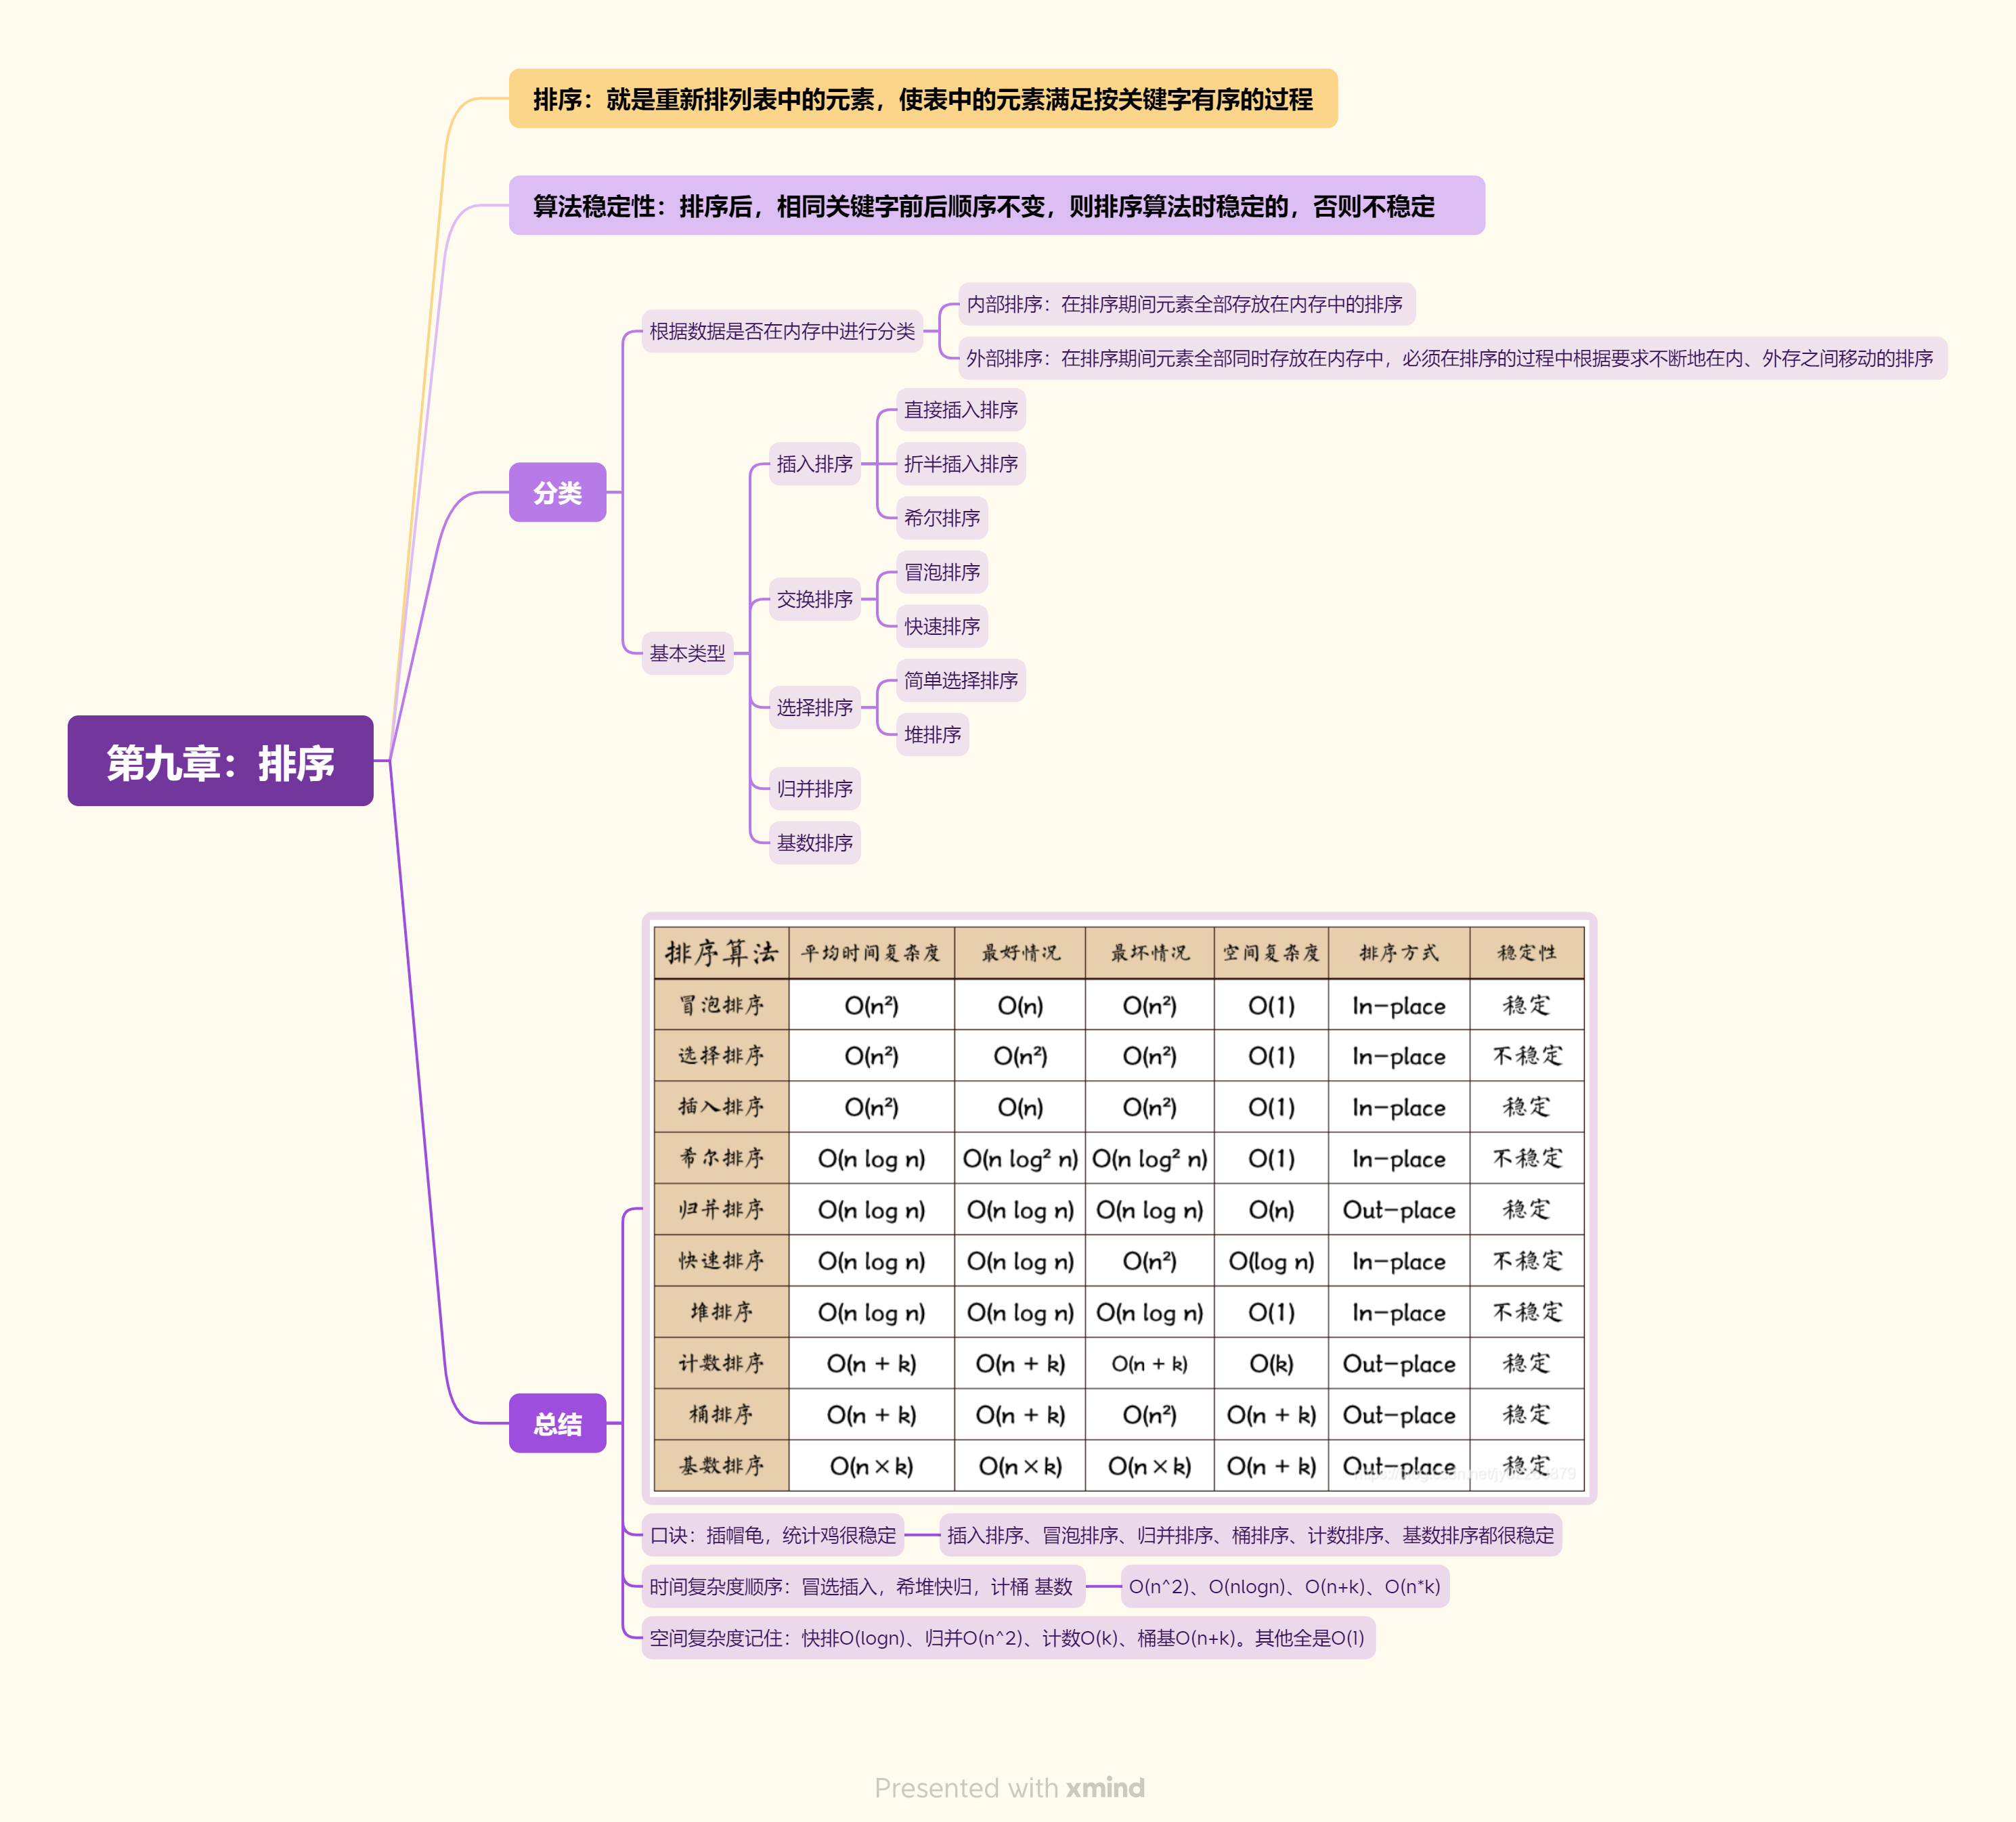 排序：就是重新排列表中的元素，使表中的元素满足按关键字有序的过程
算法稳定性：排序后，相同关键字前后顺序不变，则排序算法时稳定的，否则不稳定
第九章：排序
分类
根据数据是否在内存中进行分类
内部排序：在排序期间元素全部存放在内存中的排序
外部排序：在排序期间元素全部同时存放在内存中，必须在排序的过程中根据要求不断地在内、外存之间移动的排序
基本类型
插入排序
直接插入排序
折半插入排序
希尔排序
交换排序
冒泡排序
快速排序
选择排序
简单选择排序
堆排序
归并排序
基数排序
总结
排序算法 平均时间复杂度 最好情况 最坏情况 空间复杂度 排序方式 稳定性
冒泡排序 O(n²) O(n) O(n²) O(1) In-place 稳定
选择排序 O(n²) O(n²) O(n²) O(1) In-place 不稳定
插入排序 O(n²) O(n) O(n²) O(1) In-place 稳定
希尔排序 O(n log n) O(n log² n) O(n log² n) O(1) In-place 不稳定
归并排序 O(n log n) O(n log n) O(n log n) O(n) Out-place 稳定
快速排序 O(n log n) O(n log n) O(n²) O(log n) In-place 不稳定
堆排序 O(n log n) O(n log n) O(n log n) O(1) In-place 不稳定
计数排序 O(n + k) O(n + k) O(n + k) O(k) Out-place 稳定
桶排序 O(n + k) O(n + k) O(n²) O(n + k) Out-place 稳定
基数排序 O(n×k) O(n×k) O(n×k) O(n + k) Out-place 稳定
口诀：插帽龟，统计鸡很稳定
插入排序、冒泡排序、归并排序、桶排序、计数排序、基数排序都很稳定
时间复杂度顺序：冒选插入，希堆快归，计桶 基数
O(n^2)、O(nlogn)、O(n+k)、O(n*k)
空间复杂度记住：快排O(logn)、归并O(n^2)、计数O(k)、桶基O(n+k)。其他全是O(1)
Presented with xmind